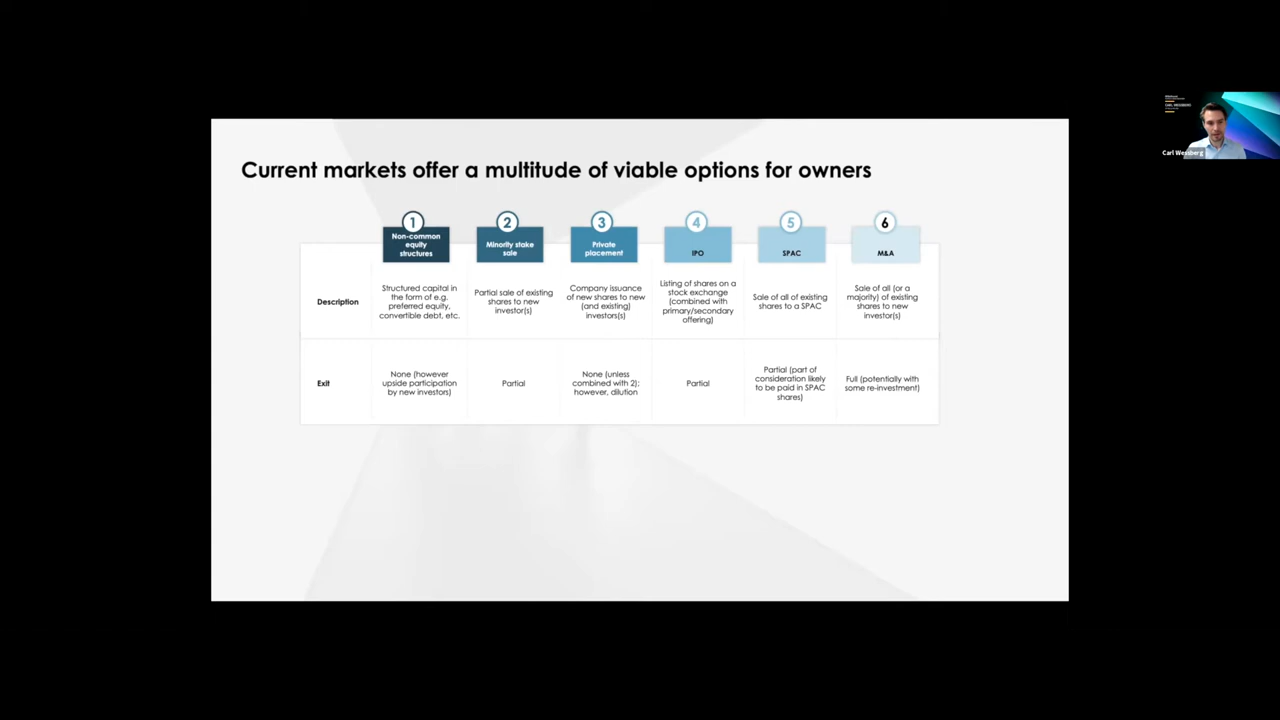 Current markets offer a multitude of viable options for owners
1
Non-common
equity
structures
2
Minority stake
sale
3
Private
placement
4
IPO
5
SPAC
6
M&A
Description
Structured capital in
the form of e.g.
preferred equity,
convertible debt, etc.
Partial sale of existing
shares to new
investor(s)
Company issuance
of new shares to new
(and existing)
investors(s)
Listing of shares on a
stock exchange
(combined with
primary/secondary
offering)
Sale of all of existing
shares to a SPAC
Sale of all (or a
majority) of existing
shares to new
investor(s)
Exit
None (however
upside participation
by new investors)
Partial
None (unless
combined with 2);
however, dilution
Partial
Partial (part of
consideration likely
to be paid in SPAC
shares)
Full (potentially with
some re-investment)
Carl Wessberg